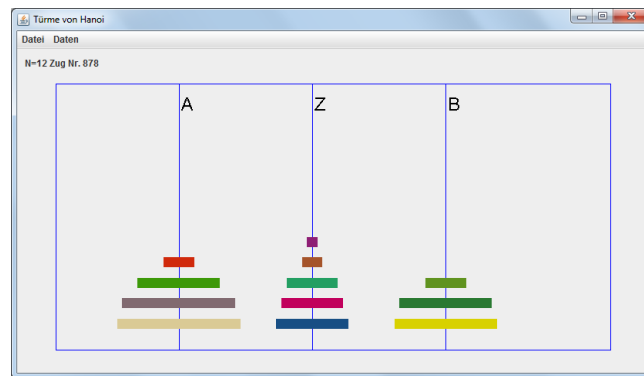 Türme von Hanoi
Datei Daten
N=12 Zug Nr. 878
A Z B